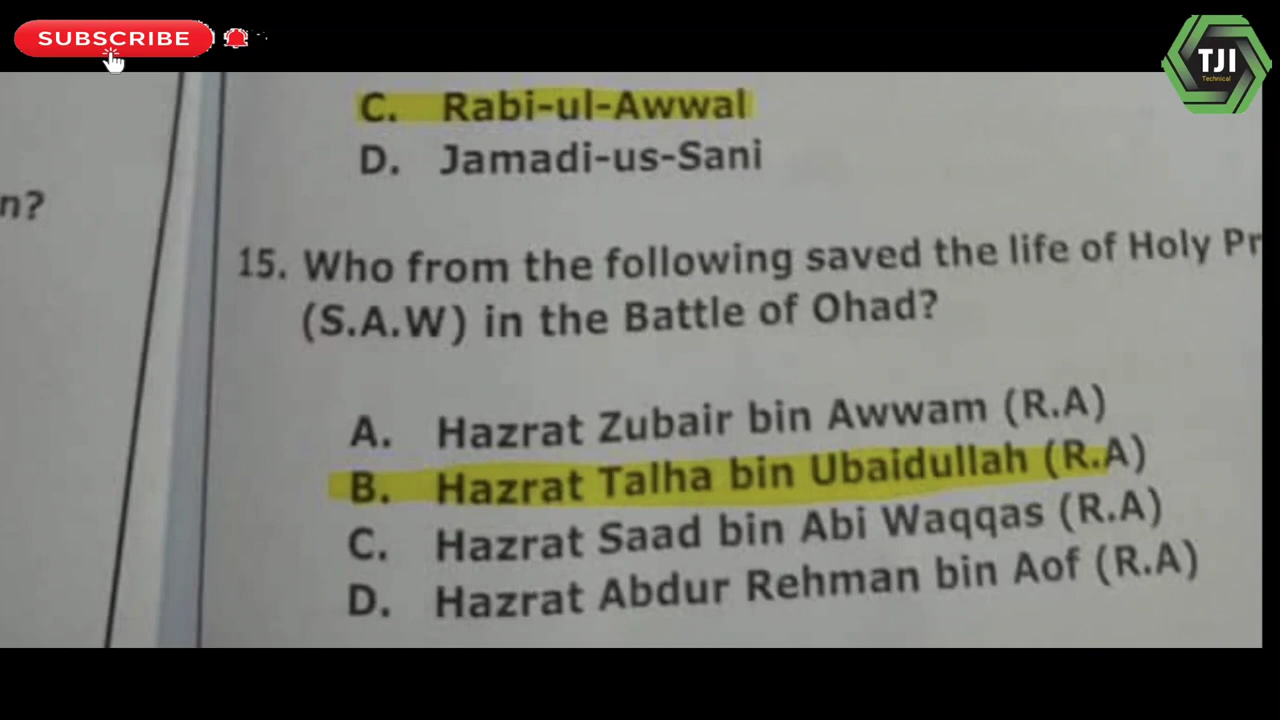 SUBSCRIBE
TJI
Technical
C. Rabi-ul-Awwal
D. Jamadi-us-Sani
n?
15. Who from the following saved the life of Holy Pr
(S.A.W) in the Battle of Ohad?
A. Hazrat Zubair bin Awwam (R.A)
B. Hazrat Talha bin Ubaidullah (R.A)
C. Hazrat Saad bin Abi Waqqas (R.A)
D. Hazrat Abdur Rehman bin Aof (R.A)